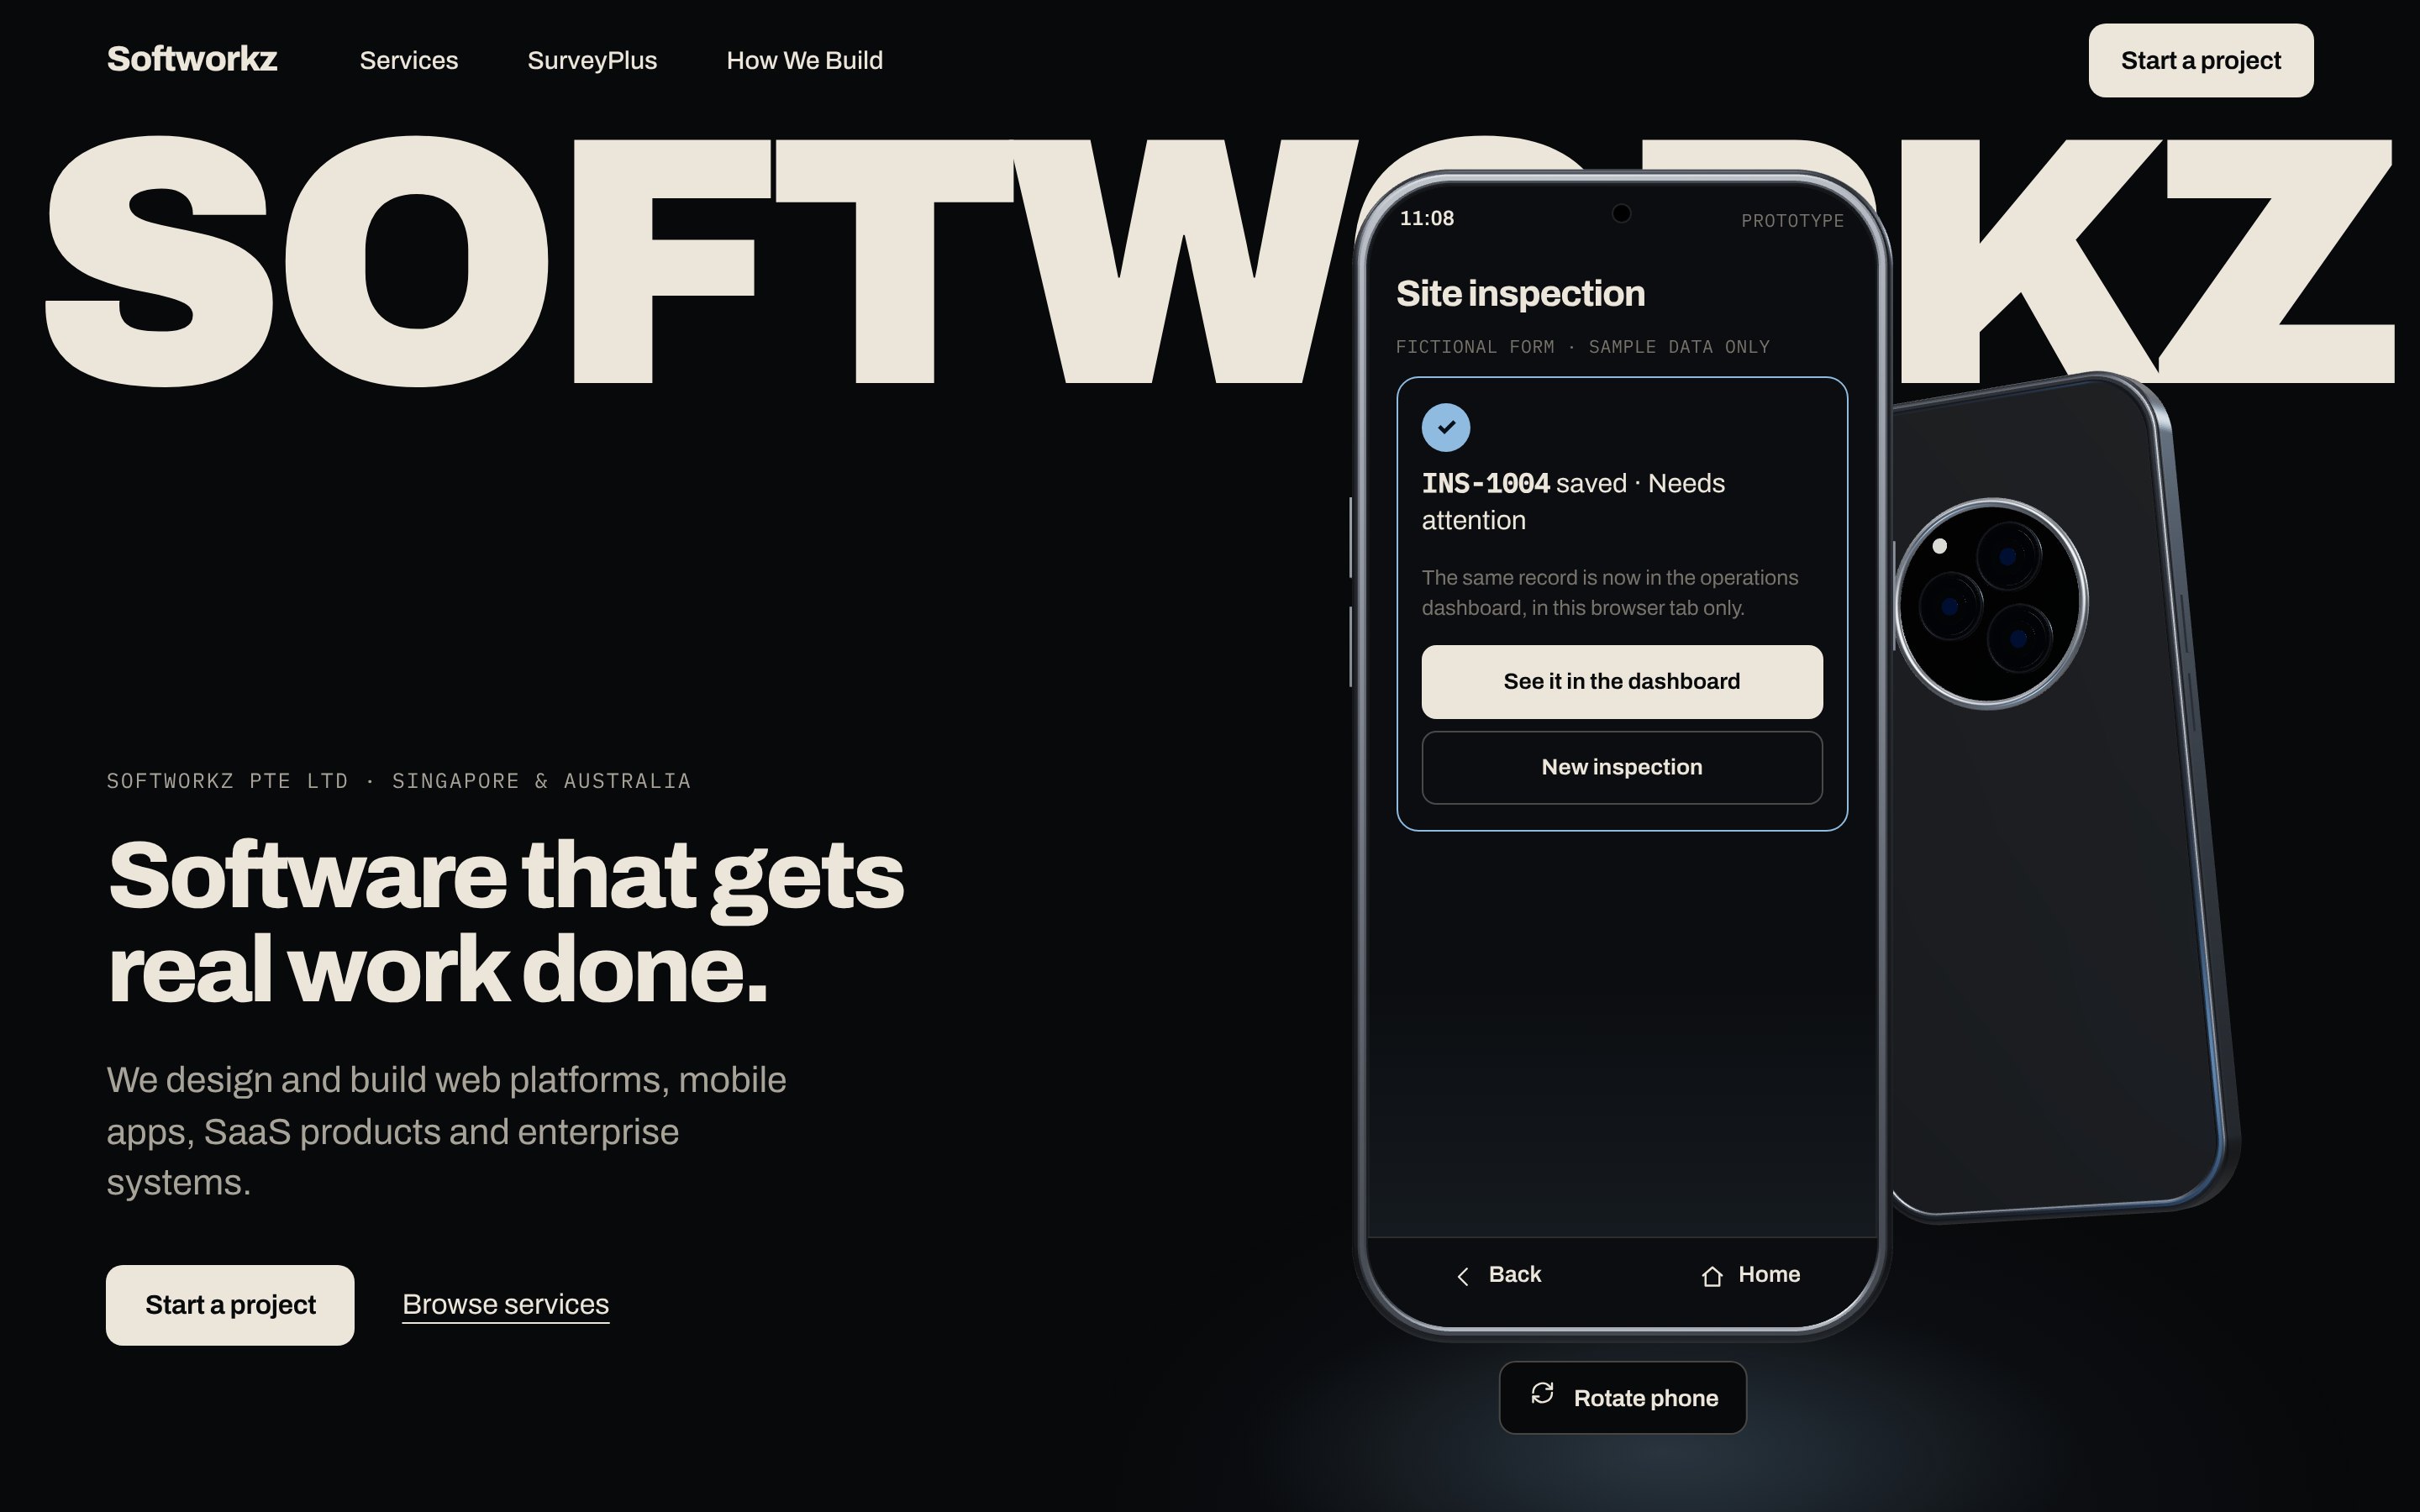 Softworkz
Services
SurveyPlus
How We Build
Start a project
SOFTWORKZ
11:08
PROTOTYPE
Site inspection
FICTIONAL FORM · SAMPLE DATA ONLY
INS-1004 saved · Needs
attention
The same record is now in the operations
dashboard, in this browser tab only.
See it in the dashboard
New inspection
Back
Home
Rotate phone
SOFTWORKZ PTE LTD · SINGAPORE & AUSTRALIA
Software that gets
real work done.
We design and build web platforms, mobile
apps, SaaS products and enterprise
systems.
Start a project
Browse services